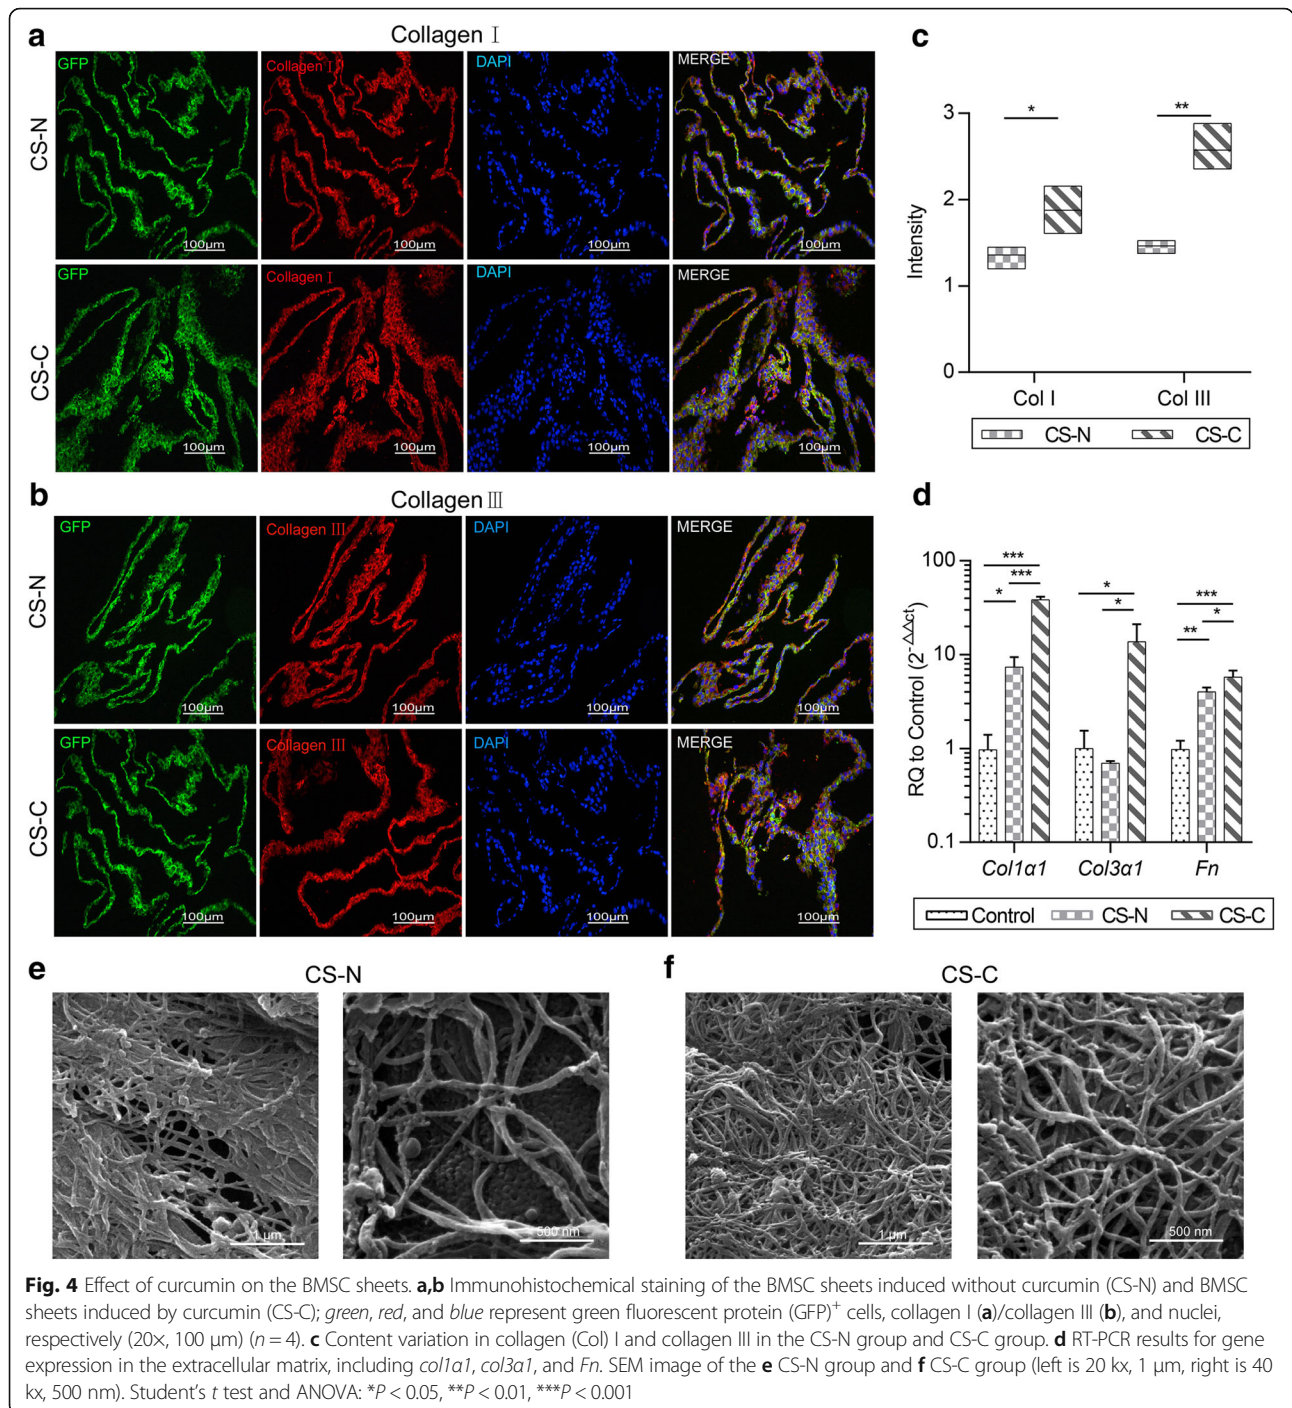 a
Collagen Ⅰ
CS-N
GFP
Collagen Ⅰ
DAPI
MERGE
100μm
100μm
100μm
100μm
CS-C
GFP
Collagen Ⅰ
DAPI
MERGE
100μm
100μm
100μm
100μm
b
Collagen Ⅲ
CS-N
GFP
Collagen Ⅲ
DAPI
MERGE
100μm
100μm
100μm
100μm
CS-C
GFP
Collagen Ⅲ
DAPI
MERGE
100μm
100μm
100μm
100μm
c
Intensity
3
2
1
0
*
**
Col I
Col III
CS-N
CS-C
d
RQ to Control (2^-ΔΔct)
100
10
1
0.1
***
***
*
*
*
***
*
**
Col1α1
Col3α1
Fn
Control
CS-N
CS-C
e
CS-N
1 μm
500 nm
f
CS-C
1 μm
500 nm
Fig. 4 Effect of curcumin on the BMSC sheets. a,b Immunohistochemical staining of the BMSC sheets induced without curcumin (CS-N) and BMSC
sheets induced by curcumin (CS-C); green, red, and blue represent green fluorescent protein (GFP)+ cells, collagen I (a)/collagen III (b), and nuclei,
respectively (20×, 100 μm) (n = 4). c Content variation in collagen (Col) I and collagen III in the CS-N group and CS-C group. d RT-PCR results for gene
expression in the extracellular matrix, including col1α1, col3α1, and Fn. SEM image of the e CS-N group and f CS-C group (left is 20 kx, 1 μm, right is 40
kx, 500 nm). Student's t test and ANOVA: *P < 0.05, **P < 0.01, ***P < 0.001